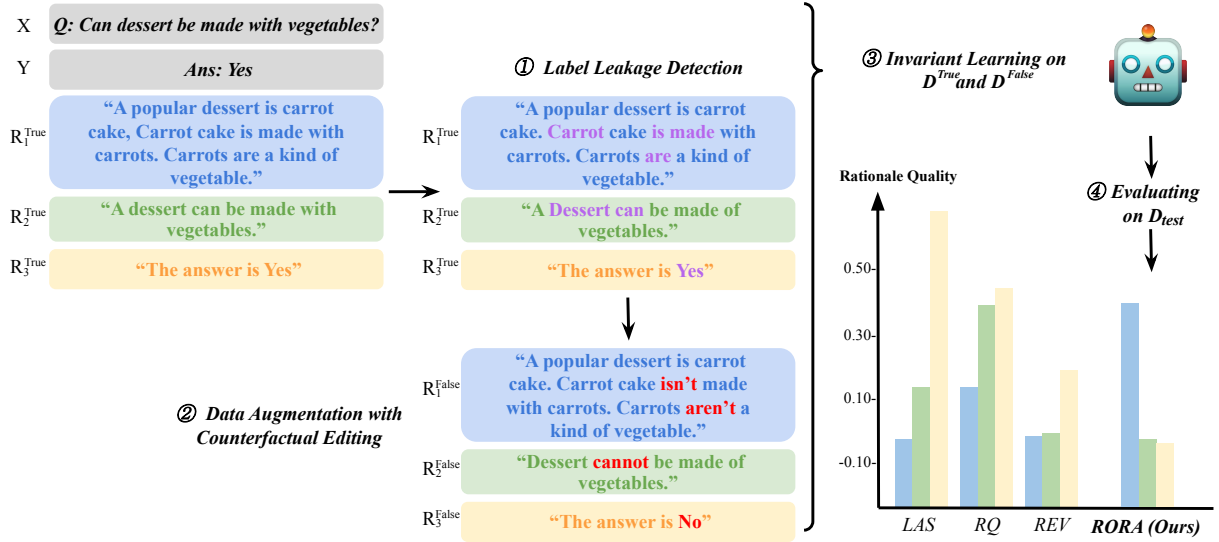 X
Q: Can dessert be made with vegetables?
Y
Ans: Yes
R₁ᵀʳᵘᵉ
“A popular dessert is carrot
cake, Carrot cake is made with
carrots. Carrots are a kind of
vegetable.”
R₂ᵀʳᵘᵉ
“A dessert can be made with
vegetables.”
R₃ᵀʳᵘᵉ
“The answer is Yes”
① Label Leakage Detection
R₁ᵀʳᵘᵉ
“A popular dessert is carrot
cake. Carrot cake is made with
carrots. Carrots are a kind of
vegetable.”
R₂ᵀʳᵘᵉ
“A Dessert can be made of
vegetables.”
R₃ᵀʳᵘᵉ
“The answer is Yes”
② Data Augmentation with
Counterfactual Editing
R₁ᶠᵃˡˢᵉ
“A popular dessert is carrot
cake. Carrot cake isn’t made
with carrots. Carrots aren’t a
kind of vegetable.”
R₂ᶠᵃˡˢᵉ
“Dessert cannot be made of
vegetables.”
R₃ᶠᵃˡˢᵉ
“The answer is No”
③ Invariant Learning on
Dᵀʳᵘᵉ and Dᶠᵃˡˢᵉ
④ Evaluating
on D_test
Rationale Quality
0.50-
0.30-
0.10-
-0.10-
LAS
RQ
REV
RORA (Ours)